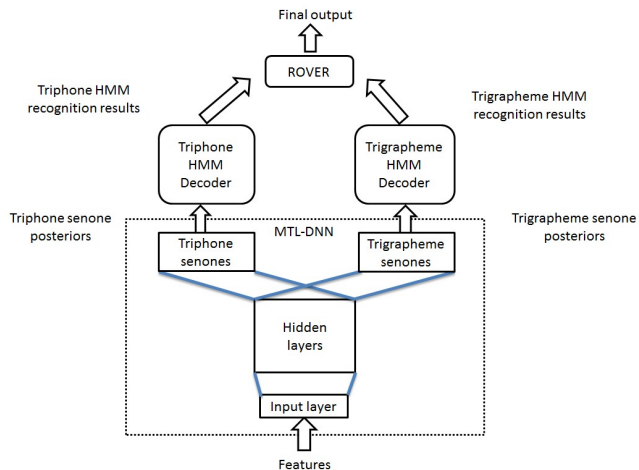 Final output
ROVER
Triphone HMM
recognition results
Trigrapheme HMM
recognition results
Triphone
HMM
Decoder
Trigrapheme
HMM
Decoder
Triphone senone
posteriors
Trigrapheme senone
posteriors
MTL-DNN
Triphone
senones
Trigrapheme
senones
Hidden
layers
Input layer
Features